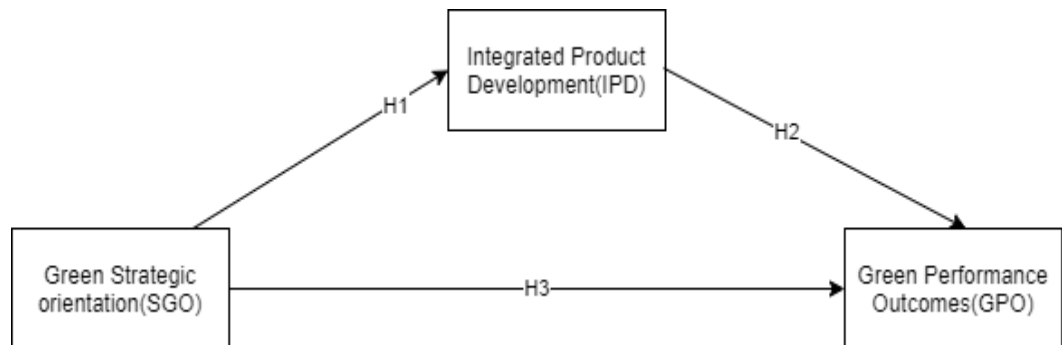 Integrated Product
Development(IPD)
H1
H2
Green Strategic
orientation(SGO)
H3
Green Performance
Outcomes(GPO)